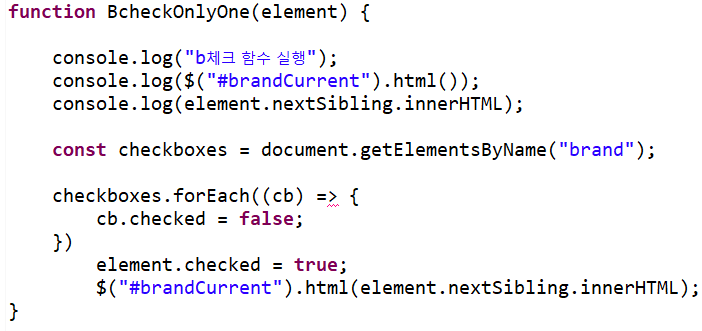 function BcheckOnlyOne(element) {
console.log("b체크 함수 실행");
console.log($("#brandCurrent").html());
console.log(element.nextSibling.innerHTML);
const checkboxes = document.getElementsByName("brand");
checkboxes.forEach((cb) => {
cb.checked = false;
})
element.checked = true;
$("#brandCurrent").html(element.nextSibling.innerHTML);
}